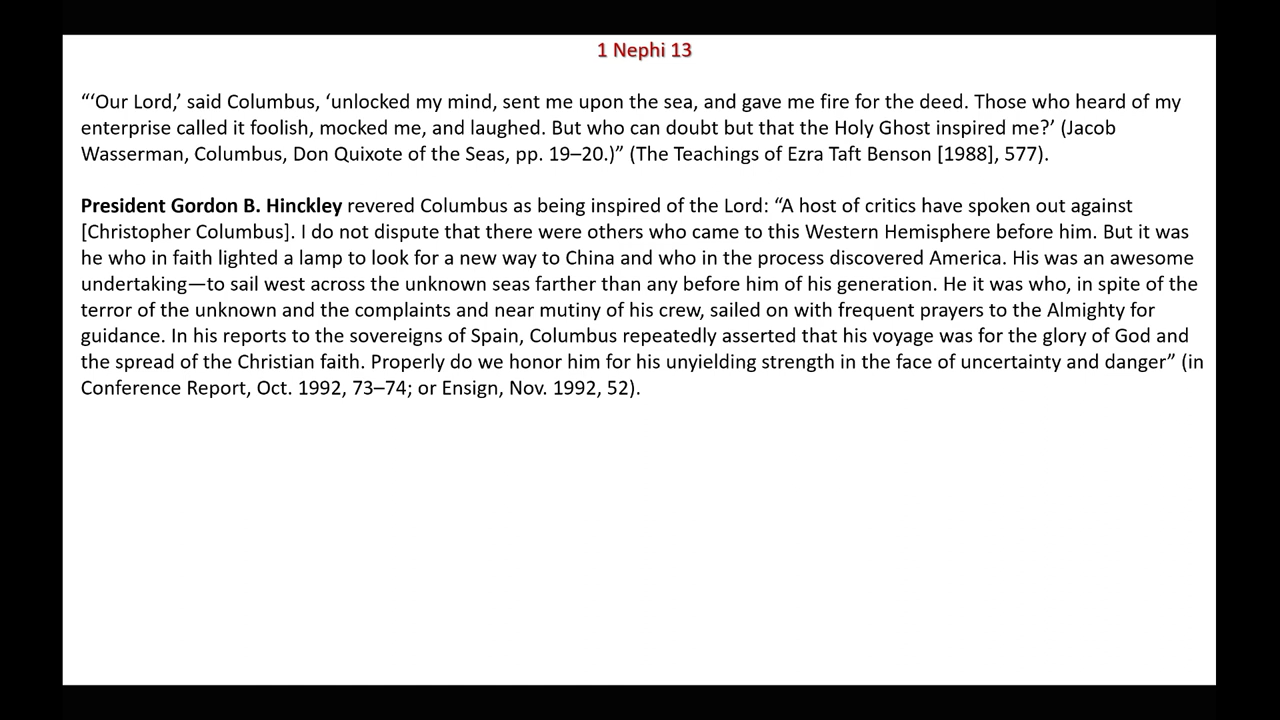 1 Nephi 13
“‘Our Lord,’ said Columbus, ‘unlocked my mind, sent me upon the sea, and gave me fire for the deed. Those who heard of my
enterprise called it foolish, mocked me, and laughed. But who can doubt but that the Holy Ghost inspired me?’ (Jacob
Wasserman, Columbus, Don Quixote of the Seas, pp. 19–20.)” (The Teachings of Ezra Taft Benson [1988], 577).
President Gordon B. Hinckley revered Columbus as being inspired of the Lord: “A host of critics have spoken out against
[Christopher Columbus]. I do not dispute that there were others who came to this Western Hemisphere before him. But it was
he who in faith lighted a lamp to look for a new way to China and who in the process discovered America. His was an awesome
undertaking—to sail west across the unknown seas farther than any before him of his generation. He it was who, in spite of the
terror of the unknown and the complaints and near mutiny of his crew, sailed on with frequent prayers to the Almighty for
guidance. In his reports to the sovereigns of Spain, Columbus repeatedly asserted that his voyage was for the glory of God and
the spread of the Christian faith. Properly do we honor him for his unyielding strength in the face of uncertainty and danger” (in
Conference Report, Oct. 1992, 73–74; or Ensign, Nov. 1992, 52).